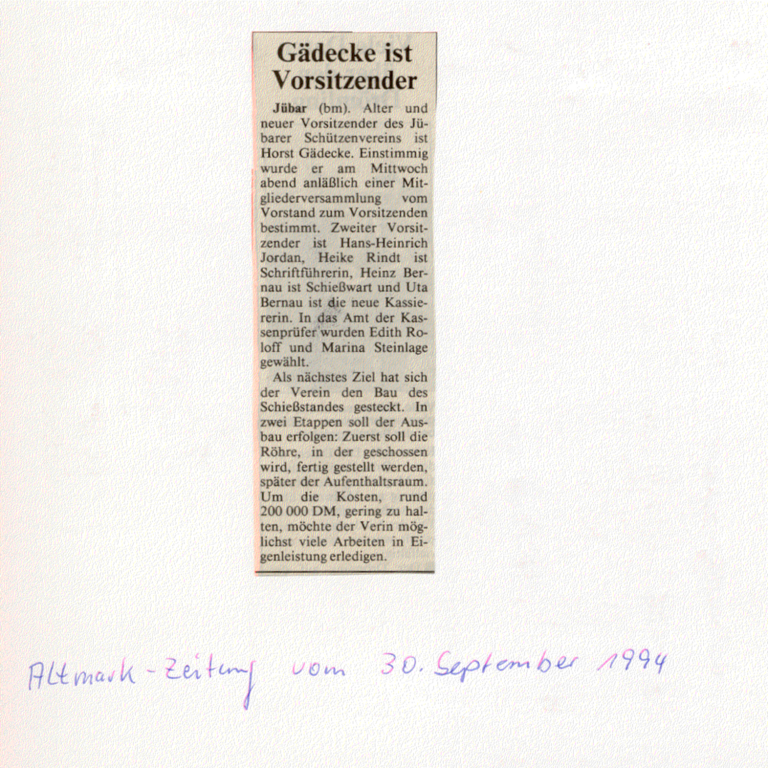 Gädecke ist
Vorsitzender
Jübar (bm). Alter und
neuer Vorsitzender des Jü-
barer Schützenvereins ist
Horst Gädecke. Einstimmig
wurde er am Mittwoch
abend anläßlich einer Mit-
gliederversammlung vom
Vorstand zum Vorsitzenden
bestimmt. Zweiter Vorsit-
zender ist Hans-Heinrich
Jordan, Heike Rindt ist
Schriftführerin, Heinz Ber-
nau ist Schießwart und Uta
Bernau ist die neue Kassie-
rerin. In das Amt der Kas-
senprüfer wurden Edith Ro-
loff und Marina Steinlage
gewählt.
Als nächstes Ziel hat sich
der Verein den Bau des
Schießstandes gesteckt. In
zwei Etappen soll der Aus-
bau erfolgen: Zuerst soll die
Röhre, in der geschossen
wird, fertig gestellt werden,
später der Aufenthaltsraum.
Um die Kosten, rund
200 000 DM, gering zu hal-
ten, möchte der Verin mög-
lichst viele Arbeiten in Ei-
genleistung erledigen.
Altmark-Zeitung vom 30. September 1994